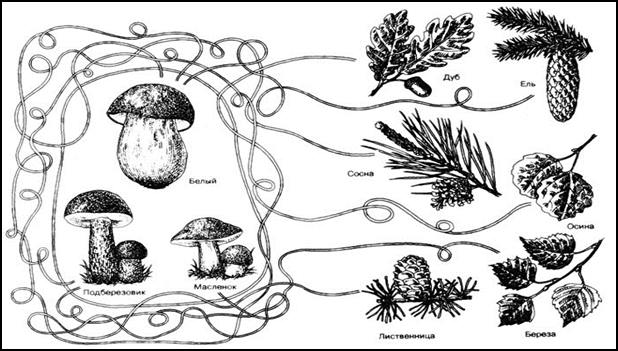 Дуб
Ель
Белый
Сосна
Осина
Подберезовик
Масленок
Лиственница
Береза